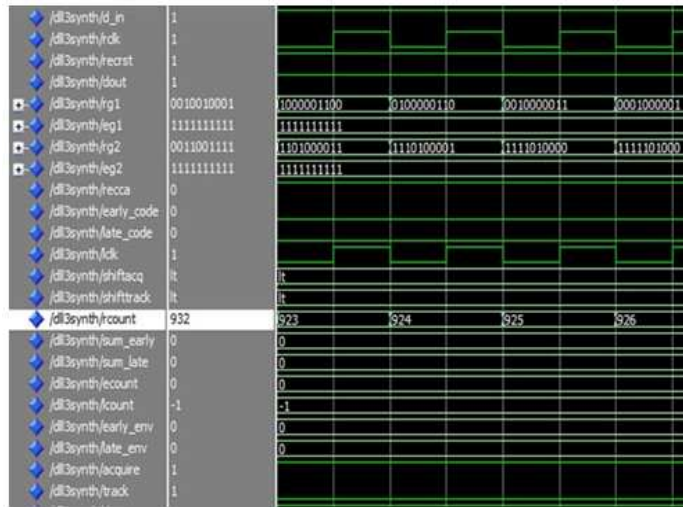 /dll3synth/d_in 1
/dll3synth/rclk 1
/dll3synth/recrst 1
/dll3synth/dout 1
/dll3synth/rg1 0010010001 1000001100 0100000110 0010000011 0001000001
/dll3synth/eg1 1111111111 1111111111
/dll3synth/rg2 0011001111 1101000011 1110100001 1111010000 1111101000
/dll3synth/eg2 1111111111 1111111111
/dll3synth/recca 0
/dll3synth/early_code 0
/dll3synth/late_code 0
/dll3synth/lclk 1
/dll3synth/shiftacq lt lt
/dll3synth/shifttrack lt lt
/dll3synth/rcount 932 923 924 925 926
/dll3synth/sum_early 0 0
/dll3synth/sum_late 0 0
/dll3synth/ecount 0 0
/dll3synth/lcount -1 -1
/dll3synth/early_env 0 0
/dll3synth/late_env 0 0
/dll3synth/acquire 1
/dll3synth/track 1